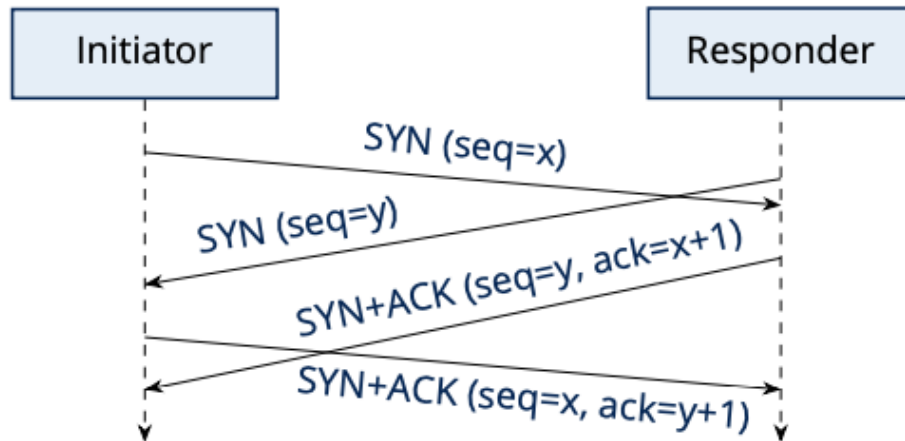 Initiator
Responder
SYN (seq=x)
SYN (seq=y)
SYN+ACK (seq=y, ack=x+1)
SYN+ACK (seq=x, ack=y+1)